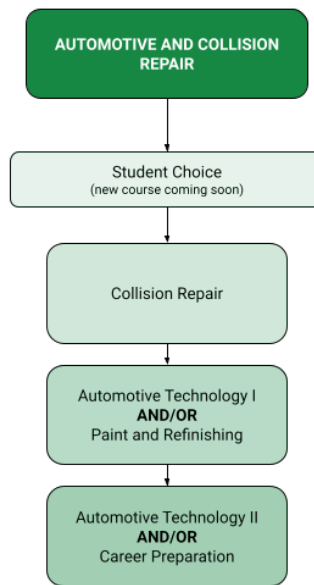 AUTOMOTIVE AND COLLISION
REPAIR
Student Choice
(new course coming soon)
Collision Repair
Automotive Technology I
AND/OR
Paint and Refinishing
Automotive Technology II
AND/OR
Career Preparation